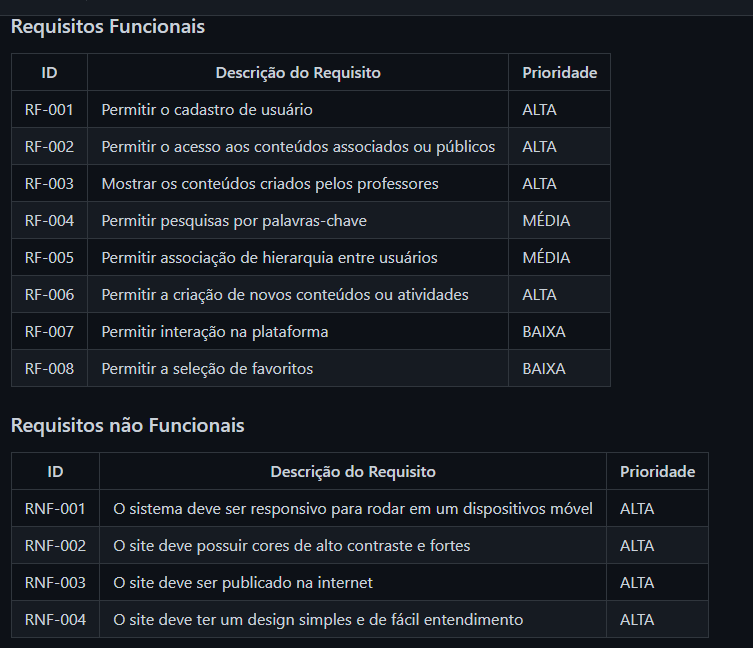 Requisitos Funcionais
ID Descrição do Requisito Prioridade
RF-001 Permitir o cadastro de usuário ALTA
RF-002 Permitir o acesso aos conteúdos associados ou públicos ALTA
RF-003 Mostrar os conteúdos criados pelos professores ALTA
RF-004 Permitir pesquisas por palavras-chave MÉDIA
RF-005 Permitir associação de hierarquia entre usuários MÉDIA
RF-006 Permitir a criação de novos conteúdos ou atividades ALTA
RF-007 Permitir interação na plataforma BAIXA
RF-008 Permitir a seleção de favoritos BAIXA
Requisitos não Funcionais
ID Descrição do Requisito Prioridade
RNF-001 O sistema deve ser responsivo para rodar em um dispositivos móvel ALTA
RNF-002 O site deve possuir cores de alto contraste e fortes ALTA
RNF-003 O site deve ser publicado na internet ALTA
RNF-004 O site deve ter um design simples e de fácil entendimento ALTA